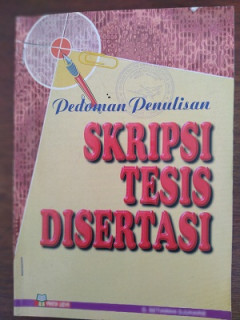 Pedoman Penulisan
SKRIPSI
TESIS
DISERTASI